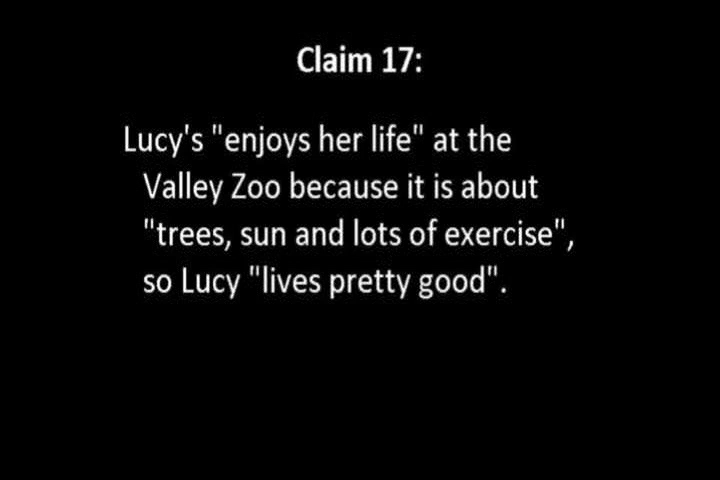 Claim 17:
Lucy's "enjoys her life" at the
Valley Zoo because it is about
"trees, sun and lots of exercise",
so Lucy "lives pretty good".